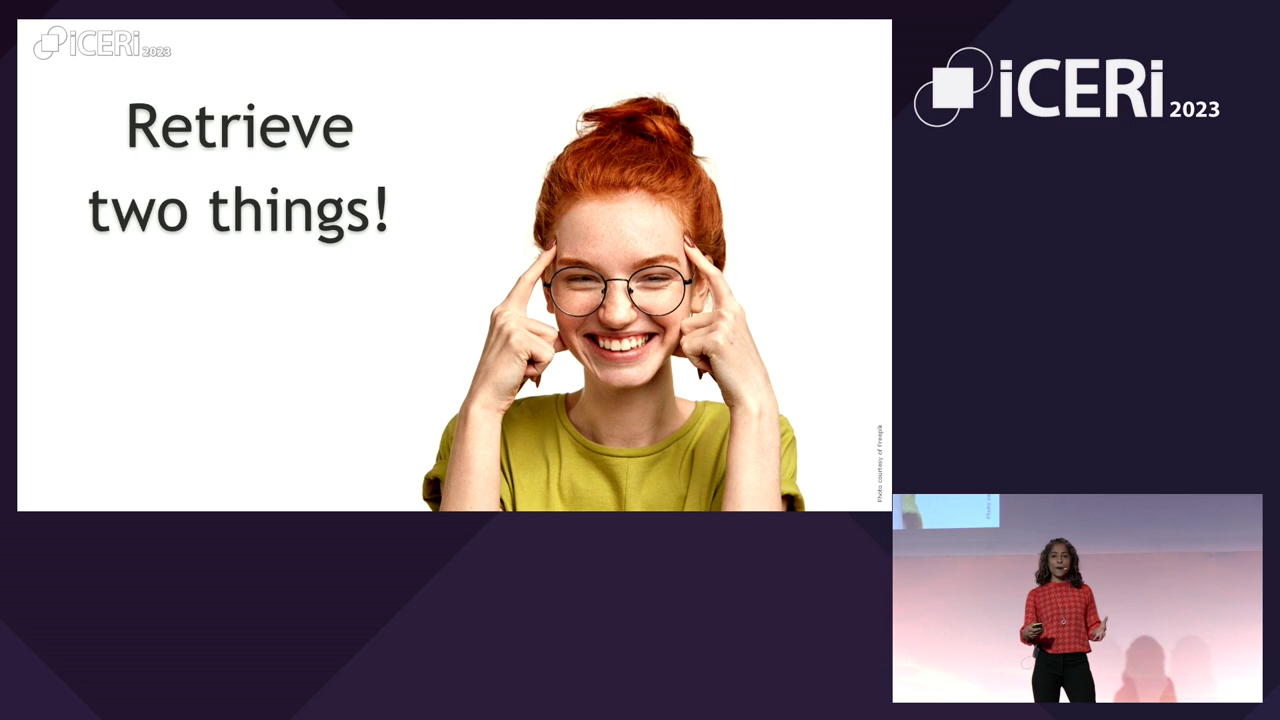 iCERi 2023
Retrieve
two things!
Photo courtesy of Freepik
iCERi 2023